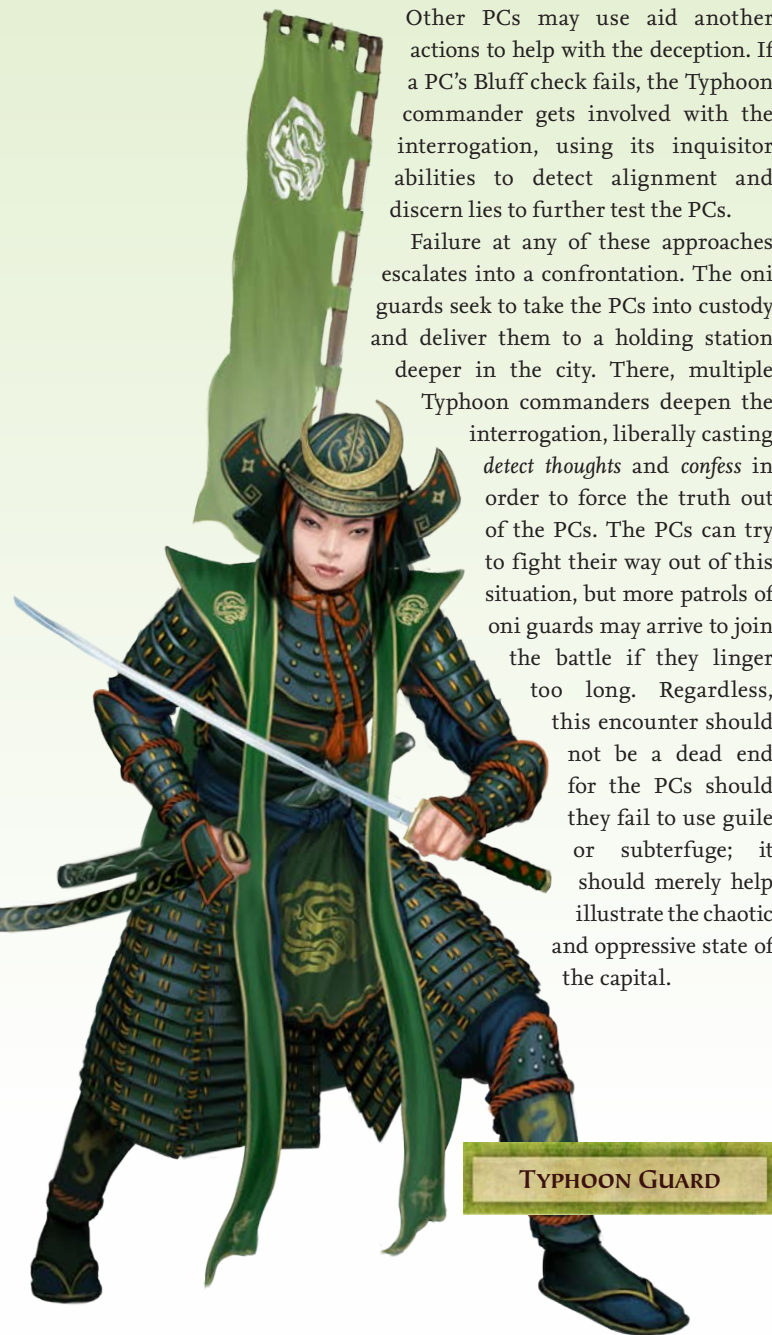 Other PCs may use aid another
actions to help with the deception. If
a PC’s Bluff check fails, the Typhoon
commander gets involved with the
interrogation, using its inquisitor
abilities to detect alignment and
discern lies to further test the PCs.
Failure at any of these approaches
escalates into a confrontation. The oni
guards seek to take the PCs into custody
and deliver them to a holding station
deeper in the city. There, multiple
Typhoon commanders deepen the
interrogation, liberally casting
detect thoughts and confess in
order to force the truth out
of the PCs. The PCs can try
to fight their way out of this
situation, but more patrols of
oni guards may arrive to join
the battle if they linger
too long. Regardless,
this encounter should
not be a dead end
for the PCs should
they fail to use guile
or subterfuge; it
should merely help
illustrate the chaotic
and oppressive state of
the capital.
Typhoon Guard